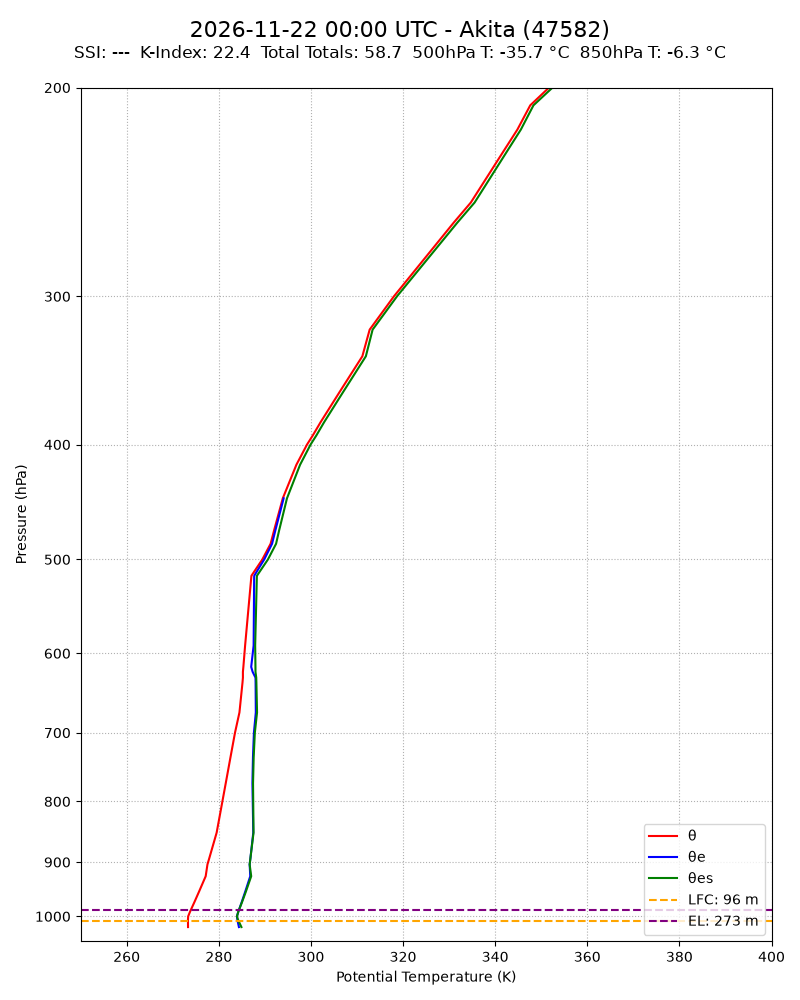 2026-11-22 00:00 UTC - Akita (47582)
SSI: ---  K-Index: 22.4  Total Totals: 58.7  500hPa T: -35.7 °C  850hPa T: -6.3 °C
200
300
400
500
600
700
800
900
1000
Pressure (hPa)
260
280
300
320
340
360
380
400
Potential Temperature (K)
θ
θe
θes
LFC: 96 m
EL: 273 m